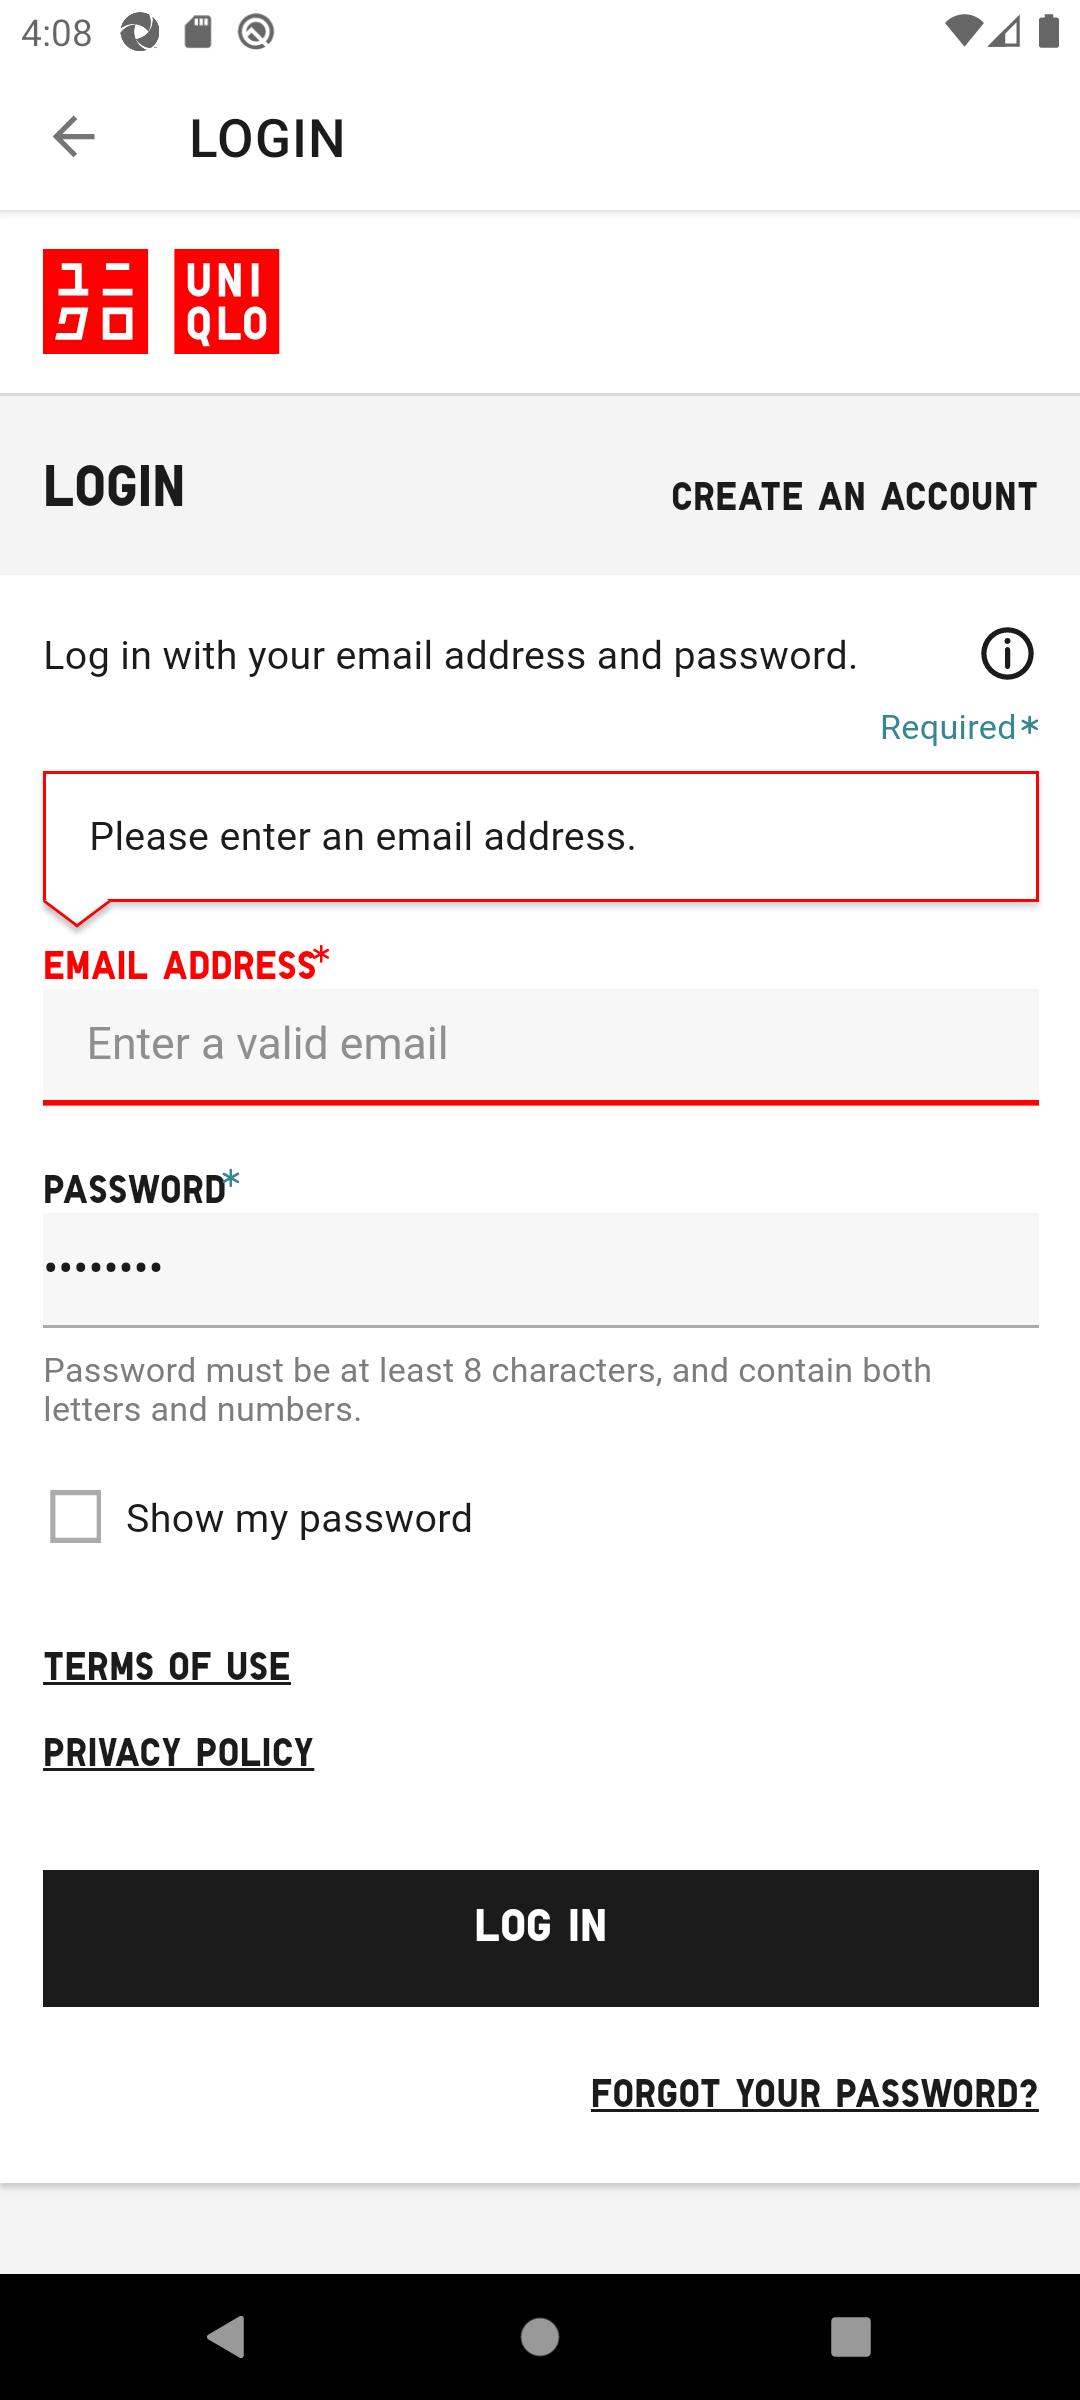 4:08
LOGIN
ユニ UNI
クロ QLO
LOGIN
CREATE AN ACCOUNT
Log in with your email address and password.
Required*
Please enter an email address.
EMAIL ADDRESS*
Enter a valid email
PASSWORD*
••••••••
Password must be at least 8 characters, and contain both
letters and numbers.
Show my password
TERMS OF USE
PRIVACY POLICY
LOG IN
FORGOT YOUR PASSWORD?